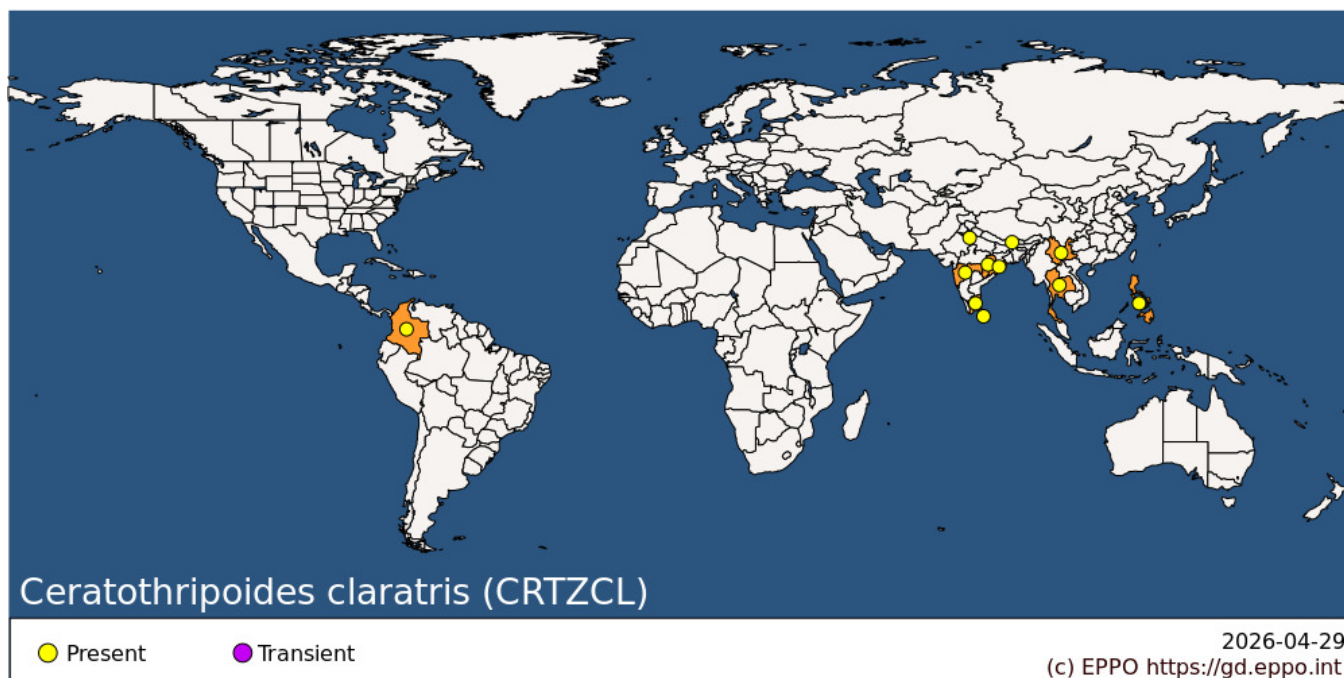 Ceratothripoides claratris (CRTZCL)
Present
Transient
2026-04-29
(c) EPPO https://gd.eppo.int